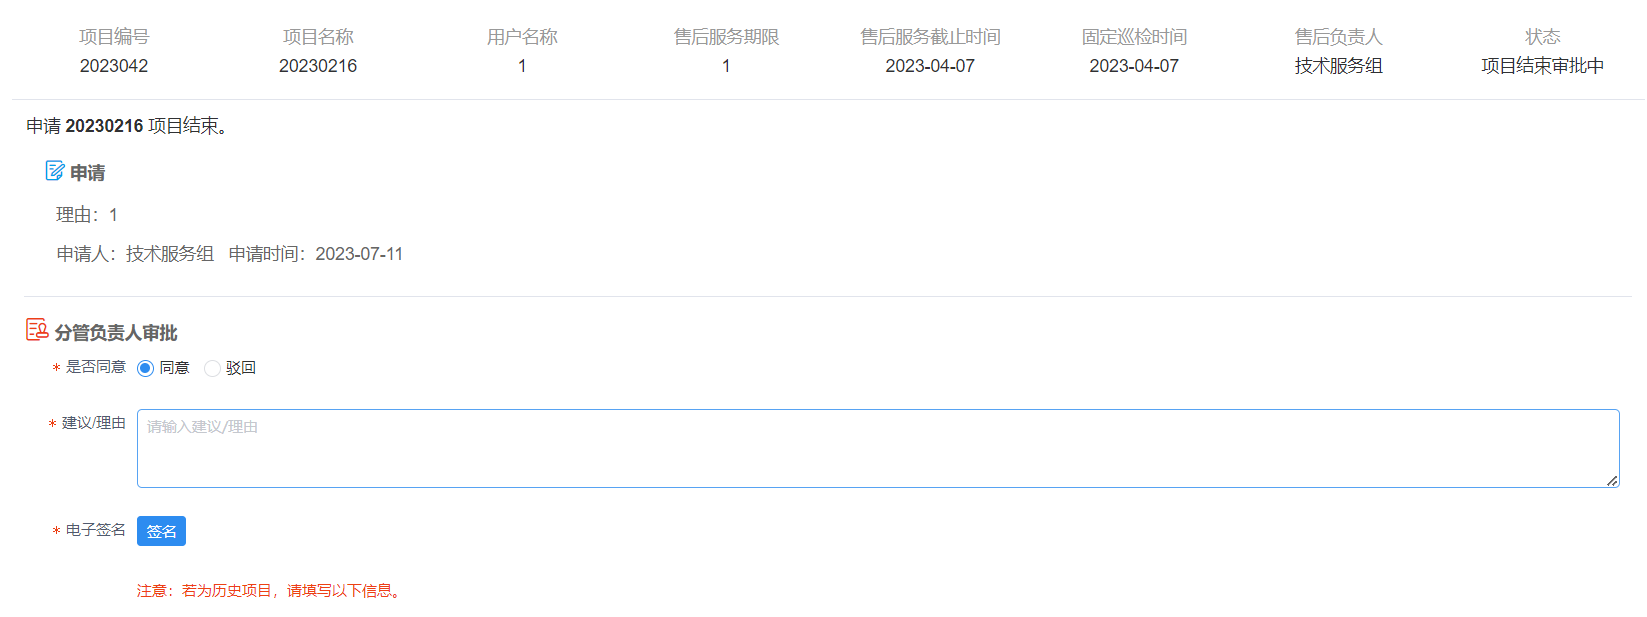 项目编号 项目名称 用户名称 售后服务期限 售后服务截止时间 固定巡检时间 售后负责人 状态
2023042 20230216 1 1 2023-04-07 2023-04-07 技术服务组 项目结束审批中
申请 20230216 项目结束。
申请
理由：1
申请人：技术服务组 申请时间：2023-07-11
分管负责人审批
* 是否同意 同意 驳回
* 建议/理由 请输入建议/理由
* 电子签名 签名
注意：若为历史项目，请填写以下信息。